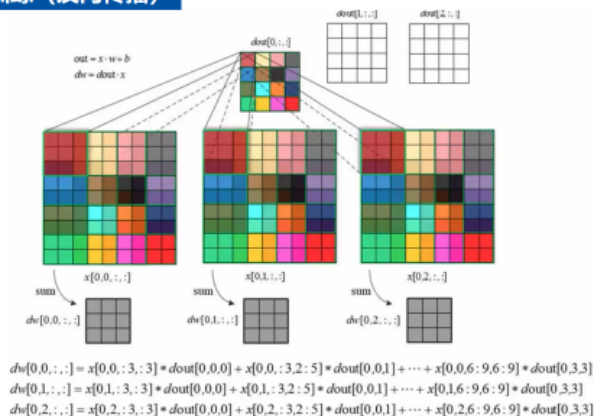 dout[0,:,:]
dout[1,:,:]
dout[2,:,:]
out = x·w+b
dw = dout·x
x[0,0,:,:]
x[0,1,:,:]
x[0,2,:,:]
sum
sum
sum
dw[0,0,:,:]
dw[0,1,:,:]
dw[0,2,:,:]
dw[0,0,:,:] = x[0,0,:3,:3]*dout[0,0,0] + x[0,0,:3,2:5]*dout[0,0,1] + ··· + x[0,0,6:9,6:9]*dout[0,3,3]
dw[0,1,:,:] = x[0,1,:3,:3]*dout[0,0,0] + x[0,1,:3,2:5]*dout[0,0,1] + ··· + x[0,1,6:9,6:9]*dout[0,3,3]
dw[0,2,:,:] = x[0,2,:3,:3]*dout[0,0,0] + x[0,2,:3,2:5]*dout[0,0,1] + ··· + x[0,2,6:9,6:9]*dout[0,3,3]